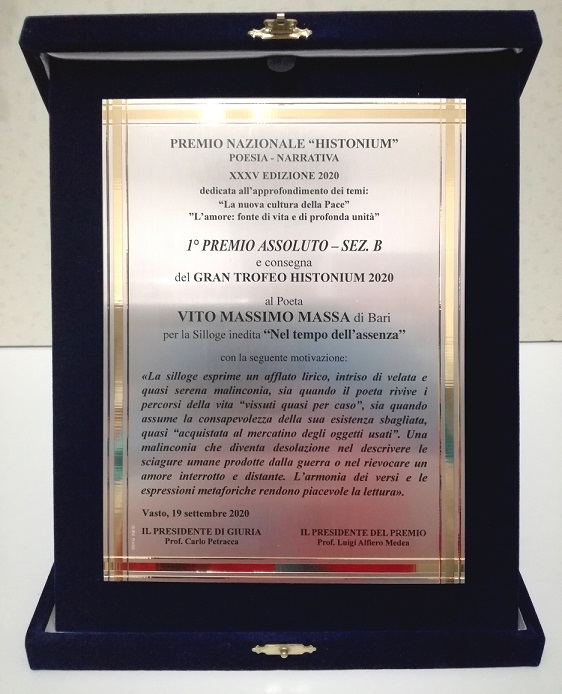 PREMIO NAZIONALE “HISTONIUM”
POESIA - NARRATIVA
XXXV EDIZIONE 2020
dedicata all’approfondimento dei temi:
“La nuova cultura della Pace”
”L’amore: fonte di vita e di profonda unità”
1° PREMIO ASSOLUTO – SEZ. B
e consegna
del GRAN TROFEO HISTONIUM 2020
al Poeta
VITO MASSIMO MASSA di Bari
per la Silloge inedita “Nel tempo dell’assenza”
con la seguente motivazione:
«La silloge esprime un afflato lirico, intriso di velata e
quasi serena malinconia, sia quando il poeta rivive i
percorsi della vita “vissuti quasi per caso”, sia quando
assume la consapevolezza della sua esistenza sbagliata,
quasi “acquistata al mercatino degli oggetti usati”. Una
malinconia che diventa desolazione nel descrivere le
sciagure umane prodotte dalla guerra o nel rievocare un
amore interrotto e distante. L’armonia dei versi e le
espressioni metaforiche rendono piacevole la lettura».
Vasto, 19 settembre 2020
IL PRESIDENTE DI GIURIA
Prof. Carlo Petracca
IL PRESIDENTE DEL PREMIO
Prof. Luigi Alfiero Medea